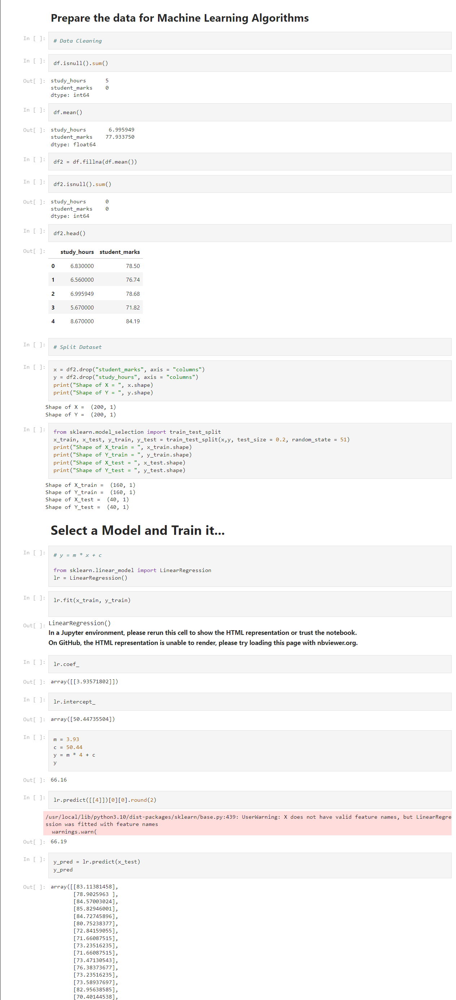 Prepare the data for Machine Learning Algorithms
In [ ]: # Data Cleaning
In [ ]: df.isnull().sum()
Out[ ]: study_hours      5
student_marks    0
dtype: int64
In [ ]: df.mean()
Out[ ]: study_hours       6.995949
student_marks    77.933750
dtype: float64
In [ ]: df2 = df.fillna(df.mean())
In [ ]: df2.isnull().sum()
Out[ ]: study_hours      0
student_marks    0
dtype: int64
In [ ]: df2.head()
Out[ ]: study_hours student_marks
0 6.830000 78.50
1 6.560000 76.74
2 6.995949 78.68
3 5.670000 71.82
4 8.670000 84.19
In [ ]: # Split Dataset
In [ ]: x = df2.drop("student_marks", axis = "columns")
y = df2.drop("study_hours", axis = "columns")
print("Shape of X = ", x.shape)
print("Shape of Y = ", y.shape)
Shape of X =  (200, 1)
Shape of Y =  (200, 1)
In [ ]: from sklearn.model_selection import train_test_split
x_train, x_test, y_train, y_test = train_test_split(x,y, test_size = 0.2, random_state = 51)
print("Shape of X_train = ", x_train.shape)
print("Shape of Y_train = ", y_train.shape)
print("Shape of X_test = ", x_test.shape)
print("Shape of Y_test = ", y_test.shape)
Shape of X_train =  (160, 1)
Shape of Y_train =  (160, 1)
Shape of X_test =  (40, 1)
Shape of Y_test =  (40, 1)
Select a Model and Train it...
In [ ]: # y = m * x + c
from sklearn.linear_model import LinearRegression
lr = LinearRegression()
In [ ]: lr.fit(x_train, y_train)
Out[ ]: LinearRegression()
In a Jupyter environment, please rerun this cell to show the HTML representation or trust the notebook.
On GitHub, the HTML representation is unable to render, please try loading this page with nbviewer.org.
In [ ]: lr.coef_
Out[ ]: array([[3.93571802]])
In [ ]: lr.intercept_
Out[ ]: array([50.44735504])
In [ ]: m = 3.93
c = 50.44
y = m * 4 + c
y
Out[ ]: 66.16
In [ ]: lr.predict([[4]])[0][0].round(2)
/usr/local/lib/python3.10/dist-packages/sklearn/base.py:439: UserWarning: X does not have valid feature names, but LinearRegre
ssion was fitted with feature names
warnings.warn(
Out[ ]: 66.19
In [ ]: y_pred = lr.predict(x_test)
y_pred
Out[ ]: array([[83.11381458],
[78.9025963 ],
[84.57003024],
[85.82946001],
[84.72745896],
[80.75238377],
[72.84159055],
[71.66087515],
[73.23516235],
[71.66087515],
[73.47130543],
[76.38373677],
[73.23516235],
[73.58937697],
[82.95638585],
[70.40144538],